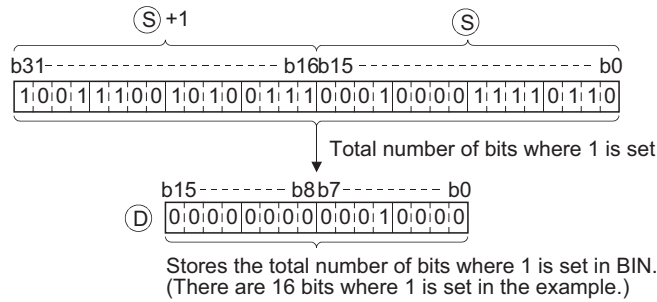 S +1 S
b31 b16 b15 b0
1 0 0 1 1 1 0 0 1 0 1 0 0 1 1 1 0 0 0 1 0 0 0 0 1 1 1 1 0 1 1 0
Total number of bits where 1 is set
b15 b8 b7 b0
D 0 0 0 0 0 0 0 0 0 0 0 1 0 0 0 0
Stores the total number of bits where 1 is set in BIN.
(There are 16 bits where 1 is set in the example.)